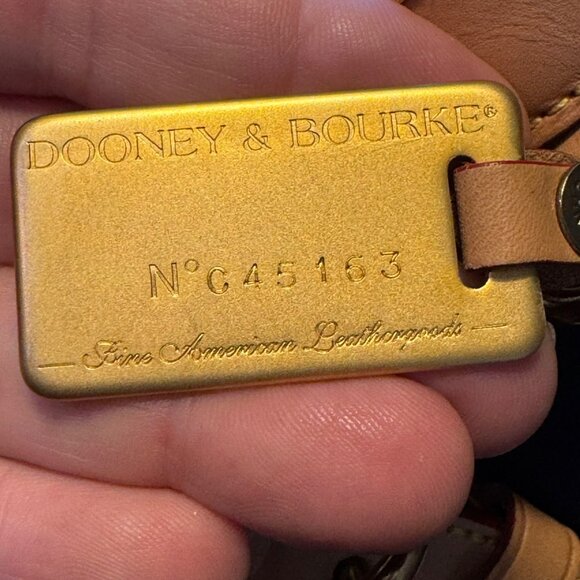 DOONEY & BOURKE®
N° C45163
Fine American Leathergoods